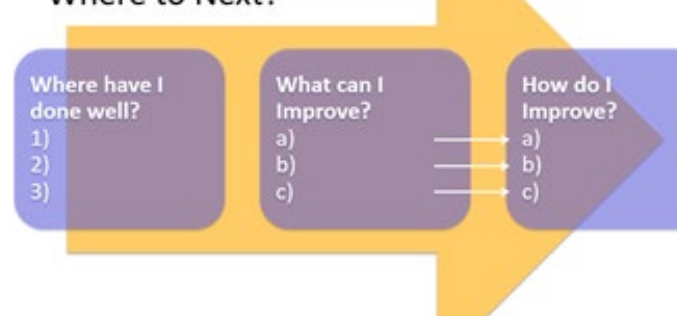 Where to Next?
Where have I
done well?
1)
2)
3)
What can I
Improve?
a)
b)
c)
How do I
Improve?
a)
b)
c)